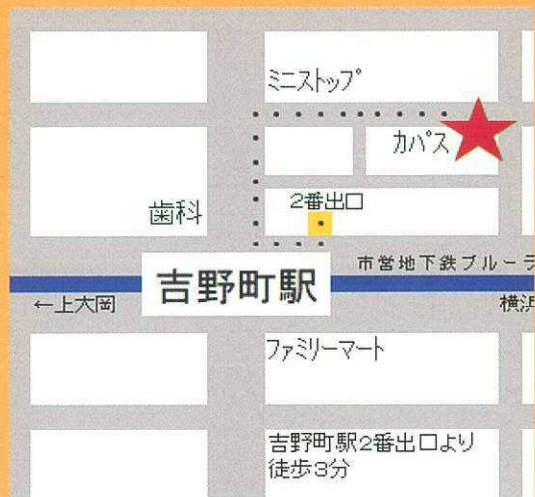 ミニストップ
カパス
歯科
2番出口
市営地下鉄ブルーラ
吉野町駅
←上大岡
横浜
ファミリーマート
吉野町駅2番出口より
徒歩3分